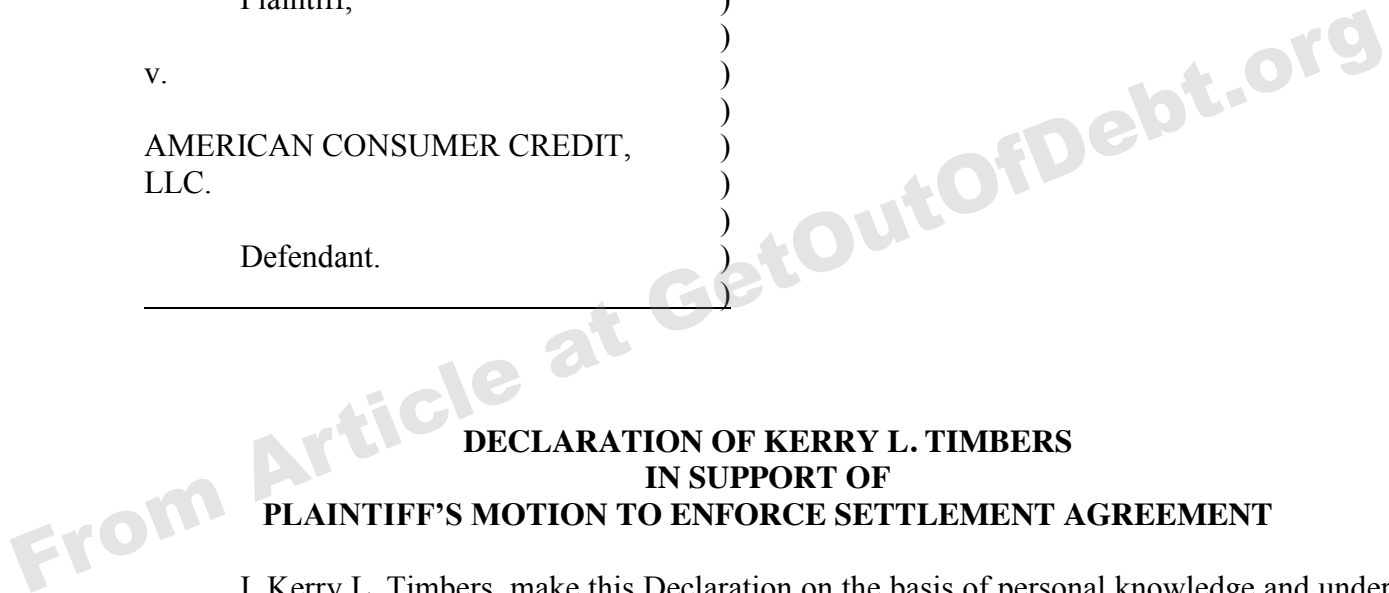 Plaintiff, )
)
v. )
)
AMERICAN CONSUMER CREDIT, )
LLC. )
)
Defendant. )
)
From Article at GetOutOfDebt.org
DECLARATION OF KERRY L. TIMBERS
IN SUPPORT OF
PLAINTIFF’S MOTION TO ENFORCE SETTLEMENT AGREEMENT
I, Kerry L. Timbers, make this Declaration on the basis of personal knowledge and under